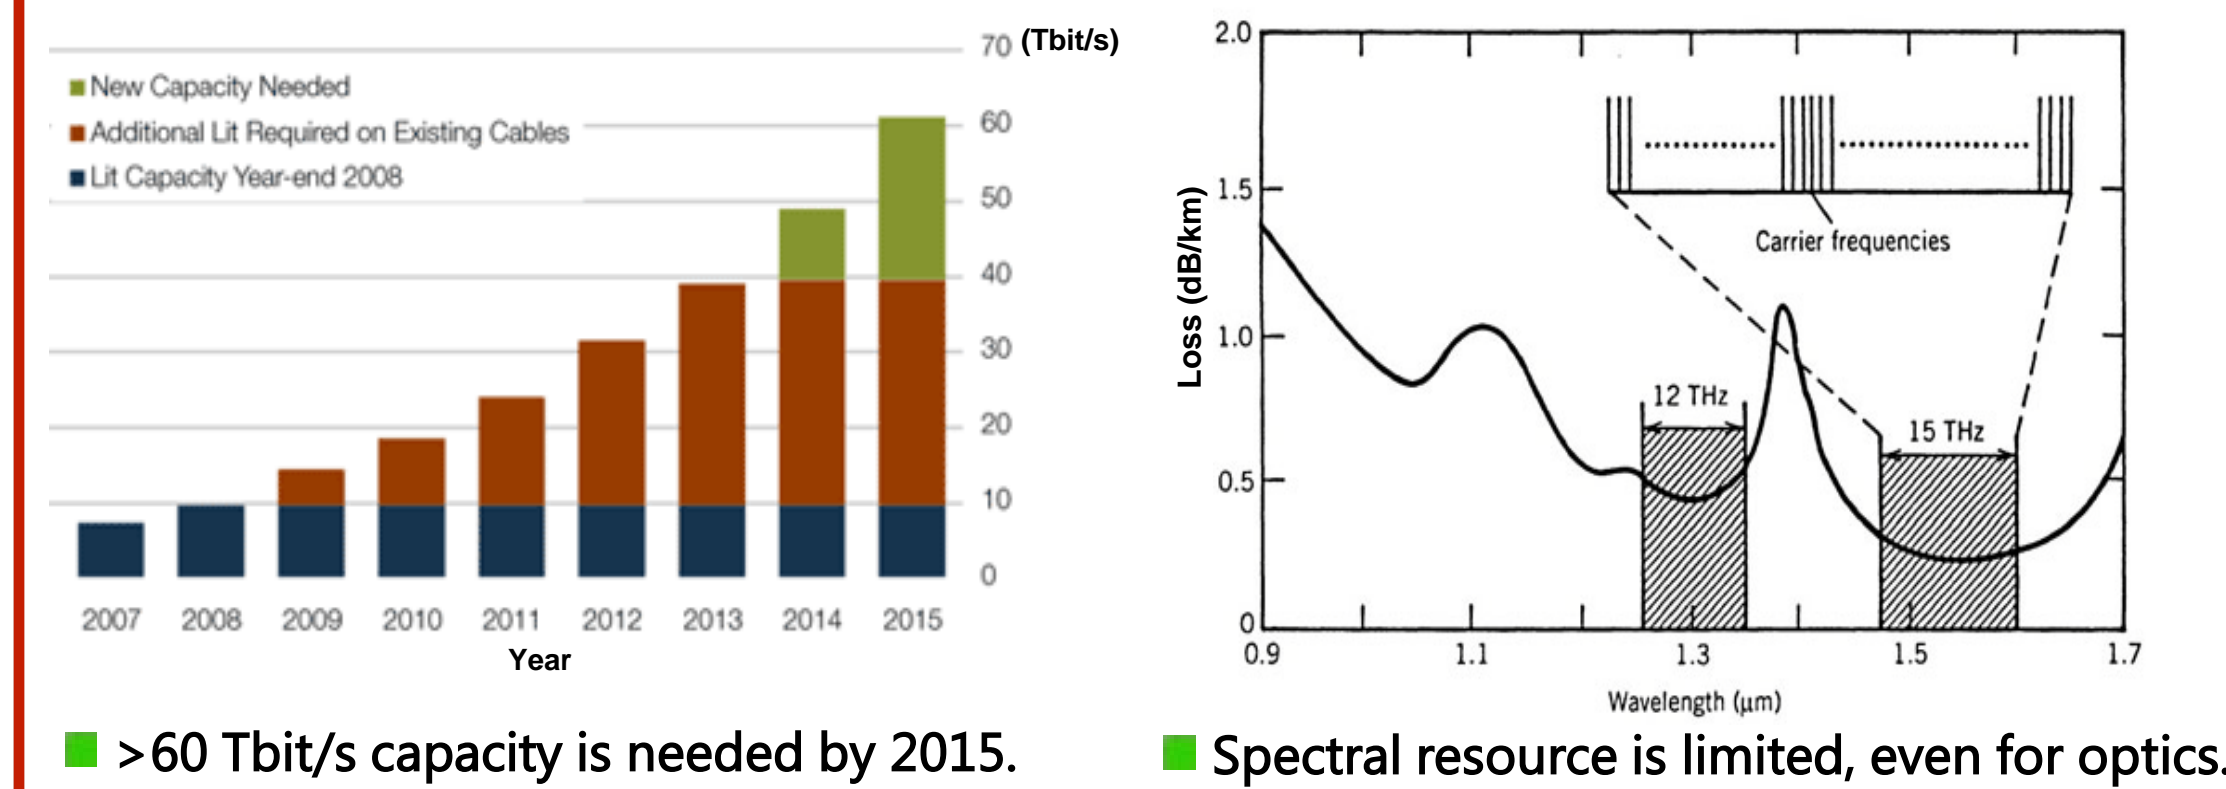 70 (Tbit/s)
New Capacity Needed
60
Additional Lit Required on Existing Cables
Lit Capacity Year-end 2008
50
40
30
20
10
0
2007 2008 2009 2010 2011 2012 2013 2014 2015
Year
>60 Tbit/s capacity is needed by 2015.
2.0
1.5
Carrier frequencies
Loss (dB/km)
1.0
12 THz
15 THz
0.5
0
0.9 1.1 1.3 1.5 1.7
Wavelength (μm)
Spectral resource is limited, even for optics.